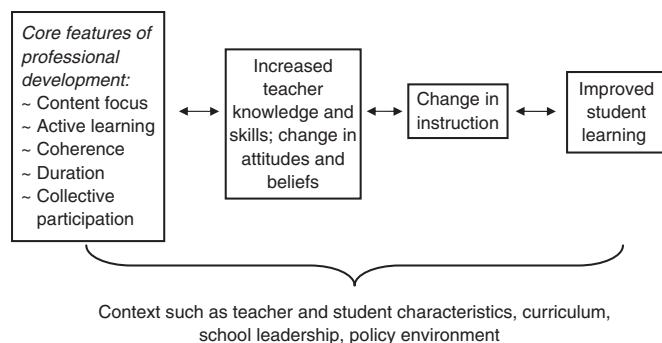 Core features of
professional
development:
~ Content focus
~ Active learning
~ Coherence
~ Duration
~ Collective
participation
Increased
teacher
knowledge and
skills; change in
attitudes and
beliefs
Change in
instruction
Improved
student
learning
Context such as teacher and student characteristics, curriculum,
school leadership, policy environment